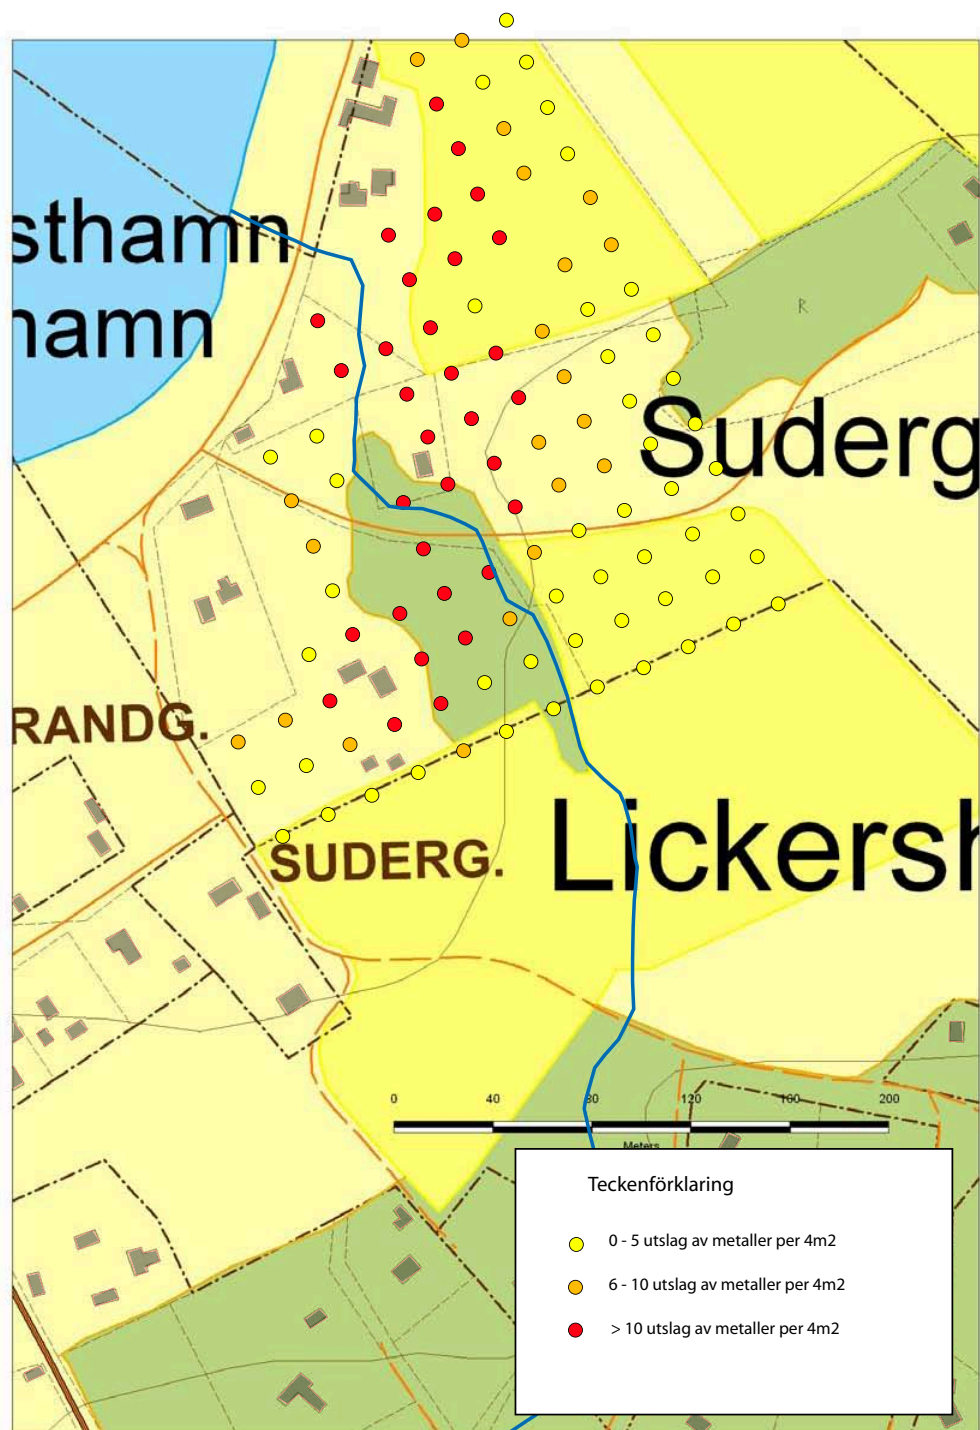 sthamn
hamn
R
Suderg
RANDG.
Lickersh
SUDERG.
0 40 80 120 160 200
Meters
Teckenförklaring
0 - 5 utslag av metaller per 4m2
6 - 10 utslag av metaller per 4m2
> 10 utslag av metaller per 4m2